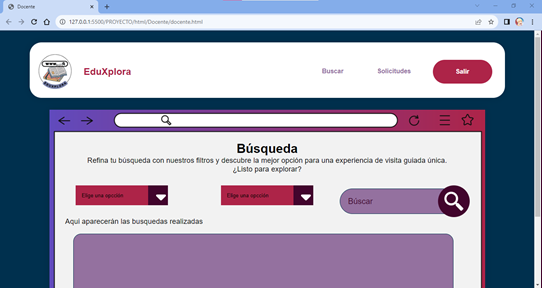 Docente
127.0.0.1:5500/PROYECTO/html/Docente/docente.html
EduXplora
Buscar
Solicitudes
Salir
Búsqueda
Refina tu búsqueda con nuestros filtros y descubre la mejor opción para una experiencia de visita guiada única.
¿Listo para explorar?
Elige una opción
Elige una opción
Búscar
Aqui aparecerán las busquedas realizadas